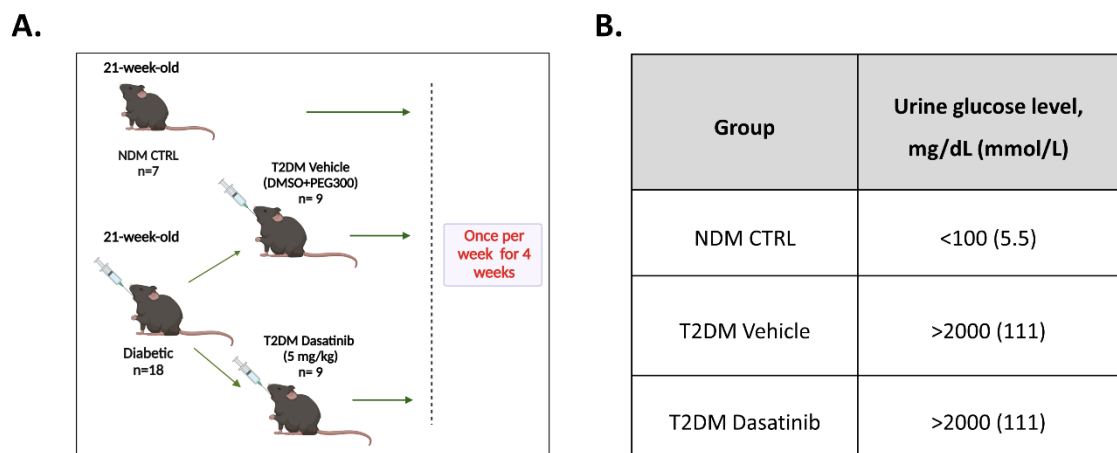 A.
21-week-old
NDM CTRL
n=7
T2DM Vehicle
(DMSO+PEG300)
n= 9
21-week-old
Diabetic
n=18
T2DM Dasatinib
(5 mg/kg)
n= 9
Once per
week for 4
weeks
B.
Group
Urine glucose level,
mg/dL (mmol/L)
NDM CTRL
<100 (5.5)
T2DM Vehicle
>2000 (111)
T2DM Dasatinib
>2000 (111)